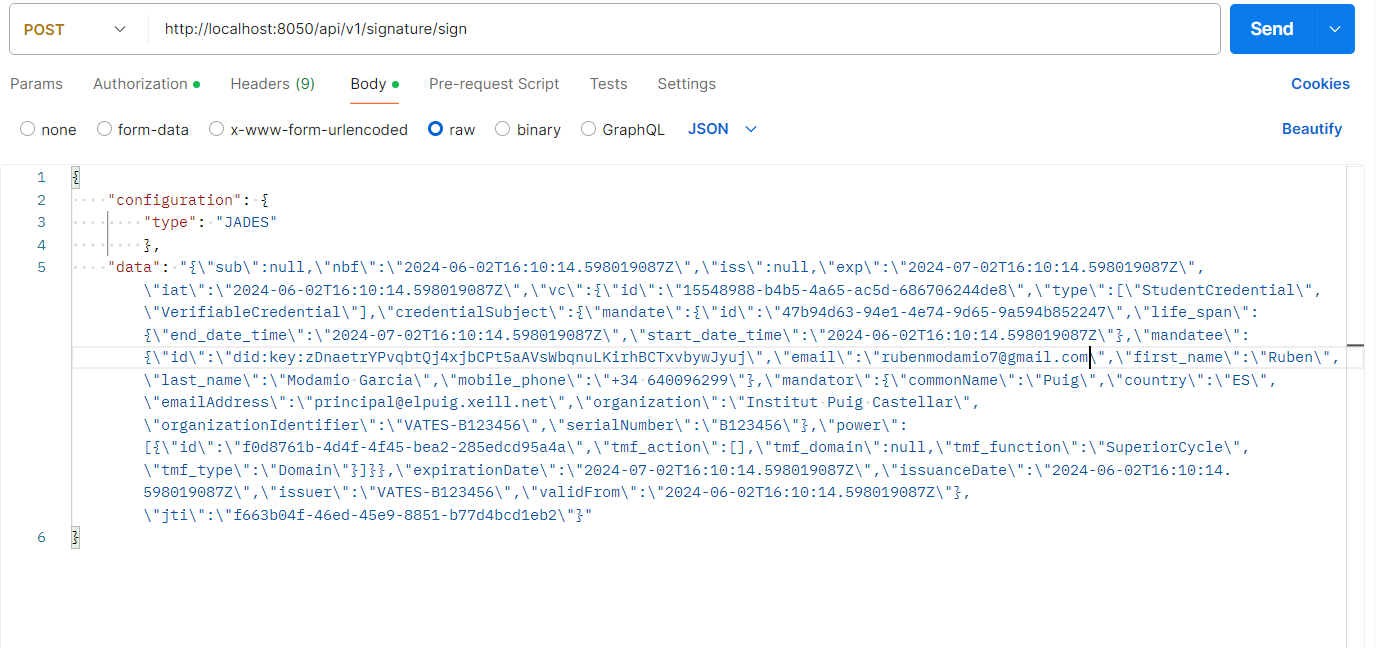 POST http://localhost:8050/api/v1/signature/sign Send
Params Authorization Headers (9) Body Pre-request Script Tests Settings Cookies
none form-data x-www-form-urlencoded raw binary GraphQL JSON Beautify
1 {
2 "configuration": {
3 "type": "JADES"
4 },
5 "data": "{\"sub\":null,\"nbf\":\"2024-06-02T16:10:14.598019087Z\",\"iss\":null,\"exp\":\"2024-07-02T16:10:14.598019087Z\",
\"iat\":\"2024-06-02T16:10:14.598019087Z\",\"vc\":{\"id\":\"15548988-b4b5-4a65-ac5d-686706244de8\",\"type\":[\"StudentCredential\",
\"VerifiableCredential\"],\"credentialSubject\":{\"mandate\":{\"id\":\"47b94d63-94e1-4e74-9d65-9a594b852247\",\"life_span\":
{\"end_date_time\":\"2024-07-02T16:10:14.598019087Z\",\"start_date_time\":\"2024-06-02T16:10:14.598019087Z\"},\"mandatee\":
{\"id\":\"did:key:zDnaetrYPvqbtQj4xjbCPt5aAVsWbqnuLKirhBCTxvbywJyuj\",\"email\":\"rubenmodamio7@gmail.com\",\"first_name\":\"Ruben\",
\"last_name\":\"Modamio Garcia\",\"mobile_phone\":\"+34 640096299\"},\"mandator\":{\"commonName\":\"Puig\",\"country\":\"ES\",
\"emailAddress\":\"principal@elpuig.xeill.net\",\"organization\":\"Institut Puig Castellar\",
\"organizationIdentifier\":\"VATES-B123456\",\"serialNumber\":\"B123456\"},\"power\":
[{\"id\":\"f0d8761b-4d4f-4f45-bea2-285edcd95a4a\",\"tmf_action\":[],\"tmf_domain\":null,\"tmf_function\":\"SuperiorCycle\",
\"tmf_type\":\"Domain\"}]}},\"expirationDate\":\"2024-07-02T16:10:14.598019087Z\",\"issuanceDate\":\"2024-06-02T16:10:14.
598019087Z\",\"issuer\":\"VATES-B123456\",\"validFrom\":\"2024-06-02T16:10:14.598019087Z\"},
\"jti\":\"f663b04f-46ed-45e9-8851-b77d4bcd1eb2\"}"
6 }